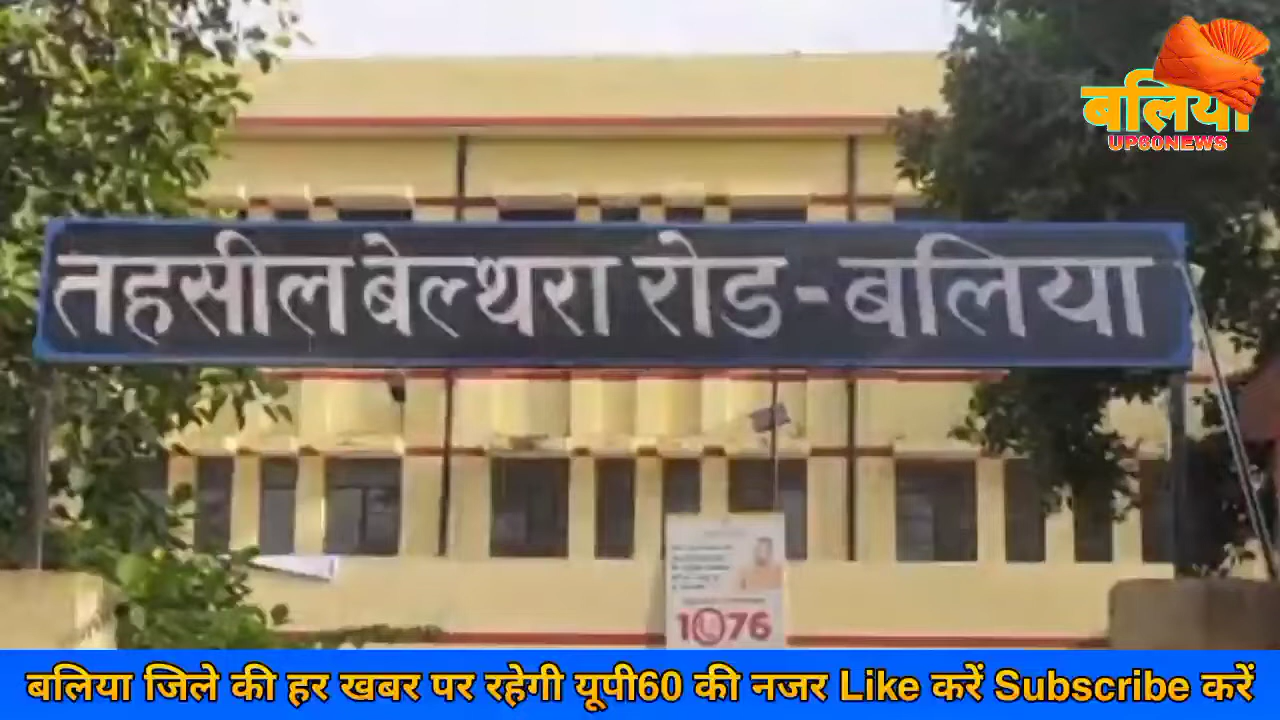 बलिया
UP60NEWS
तहसील बेल्थरा रोड - बलिया
1076
बलिया जिले की हर खबर पर रहेगी यूपी60 की नजर Like करें Subscribe करें